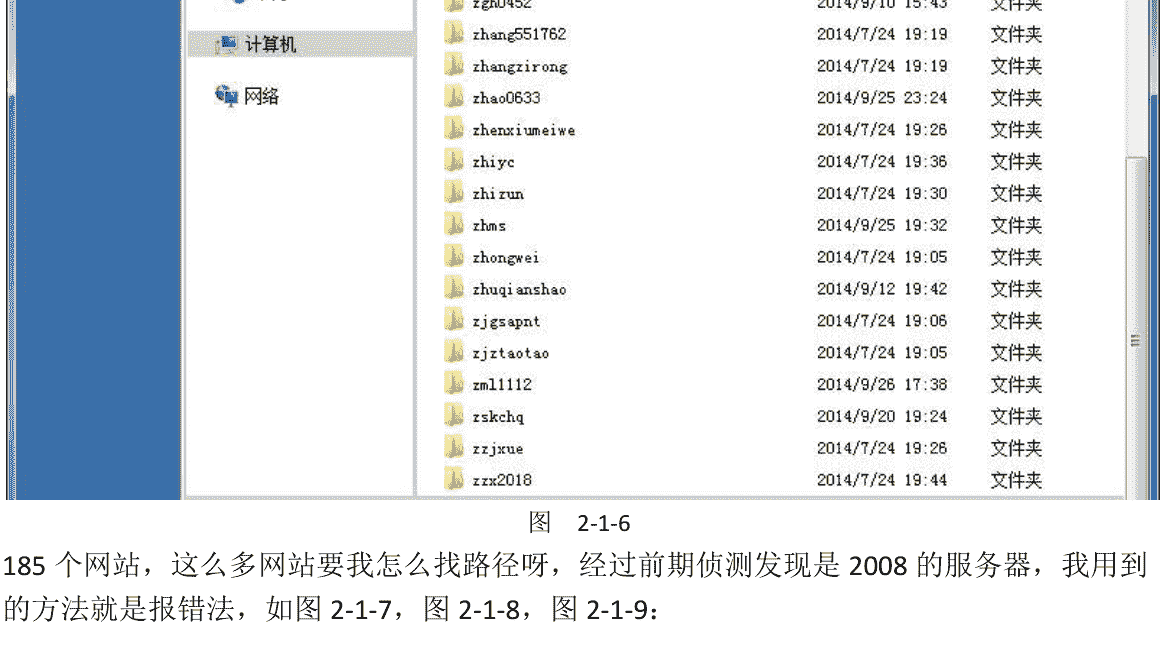 zgh0452 2014/9/10 15:43 文件夹
计算机
zhang551762 2014/7/24 19:19 文件夹
zhangzirong 2014/7/24 19:19 文件夹
网络
zhao0633 2014/9/25 23:24 文件夹
zhenxiumeiwe 2014/7/24 19:26 文件夹
zhiyc 2014/7/24 19:36 文件夹
zhizun 2014/7/24 19:30 文件夹
zhms 2014/9/25 19:32 文件夹
zhongwei 2014/7/24 19:05 文件夹
zhuqianshao 2014/9/12 19:42 文件夹
zjgsapnt 2014/7/24 19:06 文件夹
zjztaotao 2014/7/24 19:05 文件夹
zml1112 2014/9/26 17:38 文件夹
zskchq 2014/9/20 19:24 文件夹
zzjxue 2014/7/24 19:26 文件夹
zzx2018 2014/7/24 19:44 文件夹
图 2-1-6
185 个网站，这么多网站要我怎么找路径呀，经过前期侦测发现是 2008 的服务器，我用到
的方法就是报错法，如图 2-1-7，图 2-1-8，图 2-1-9：